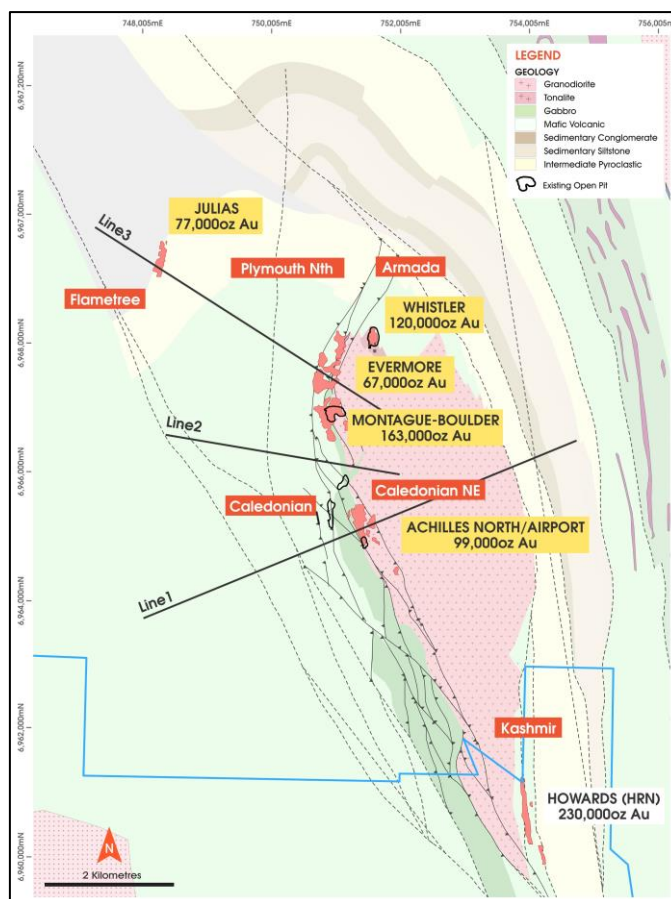 748,005mE
750,005mE
752,005mE
754,005mE
756,005mE
6,967,200mN
6,967,000mN
6,968,000mN
6,966,000mN
6,964,000mN
6,962,000mN
6,960,000mN
LEGEND
GEOLOGY
Granodiorite
Tonalite
Gabbro
Mafic Volcanic
Sedimentary Conglomerate
Sedimentary Siltstone
Intermediate Pyroclastic
Existing Open Pit
JULIAS
77,000oz Au
Line3
Flametree
Plymouth Nth
Armada
WHISTLER
120,000oz Au
EVERMORE
67,000oz Au
MONTAGUE-BOULDER
163,000oz Au
Line2
Caledonian
Caledonian NE
ACHILLES NORTH/AIRPORT
99,000oz Au
Line1
Kashmir
HOWARDS (HRN)
230,000oz Au
N
2 Kilometres